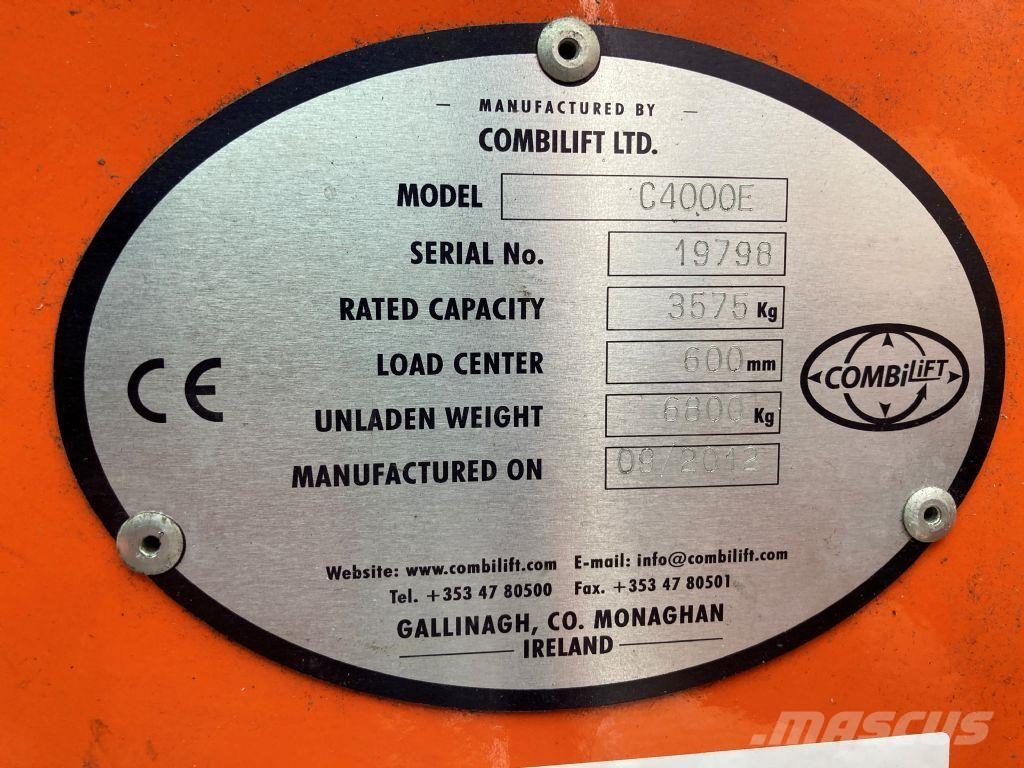 MANUFACTURED BY
COMBILIFT LTD.
MODEL C4000E
SERIAL No. 19798
RATED CAPACITY 3575 Kg
LOAD CENTER 600 mm
CE
COMBiLiFT
UNLADEN WEIGHT 6800 Kg
MANUFACTURED ON 09/2012
Website: www.combilift.com E-mail: info@combilift.com
Tel. +353 47 80500 Fax. +353 47 80501
GALLINAGH, CO. MONAGHAN
IRELAND
MASCUS